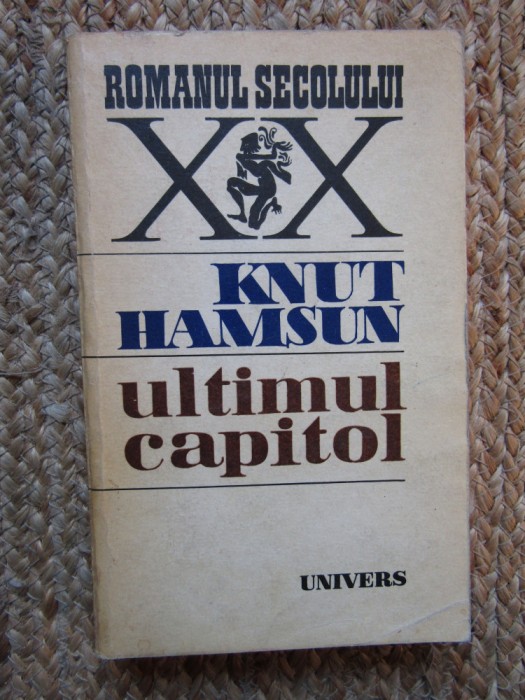 ROMANUL SECOLULUI
XX
KNUT
HAMSUN
ultimul
capitol
UNIVERS